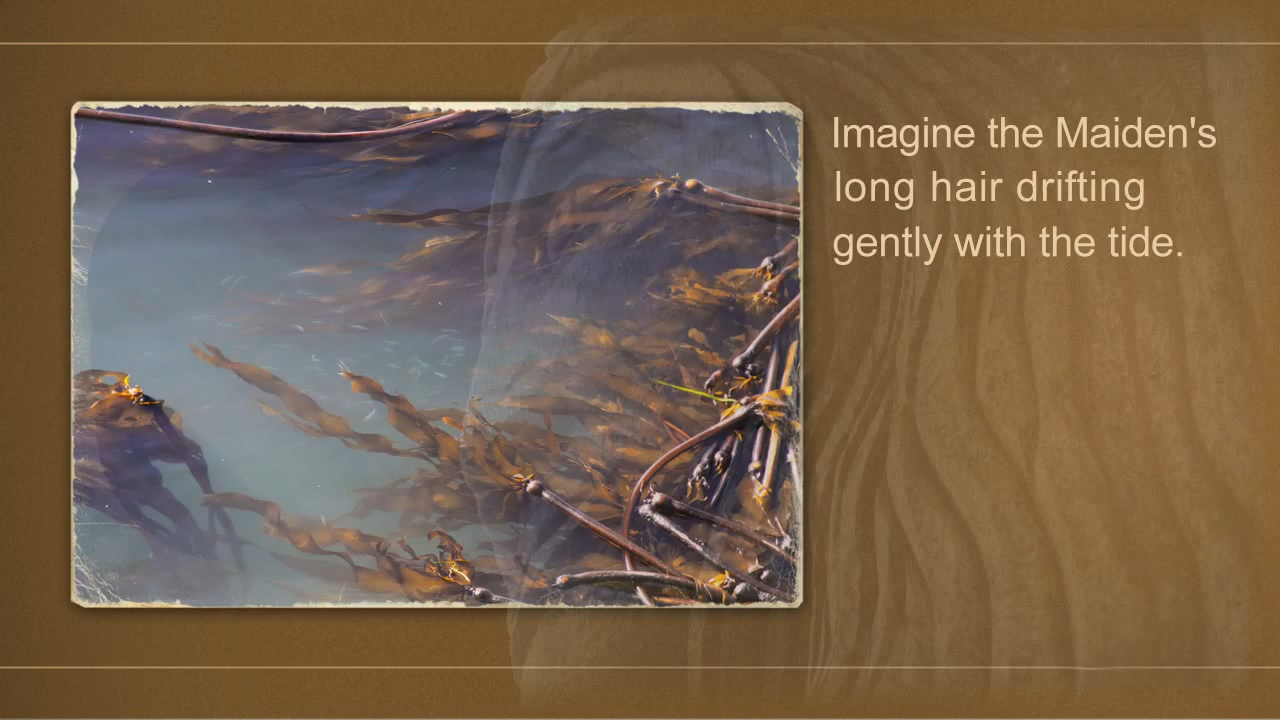 Imagine the Maiden's
long hair drifting
gently with the tide.